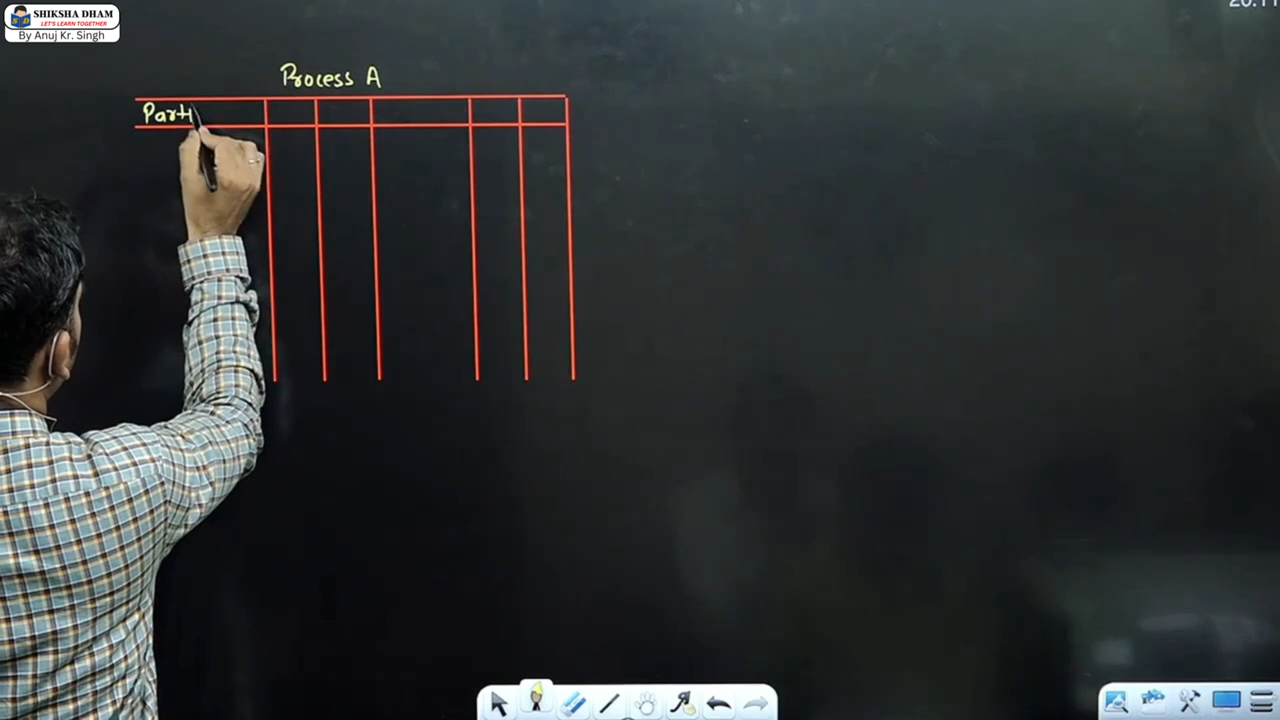 SHIKSHA DHAM
LET'S LEARN TOGETHER
By Anuj Kr. Singh
Process A
Parti